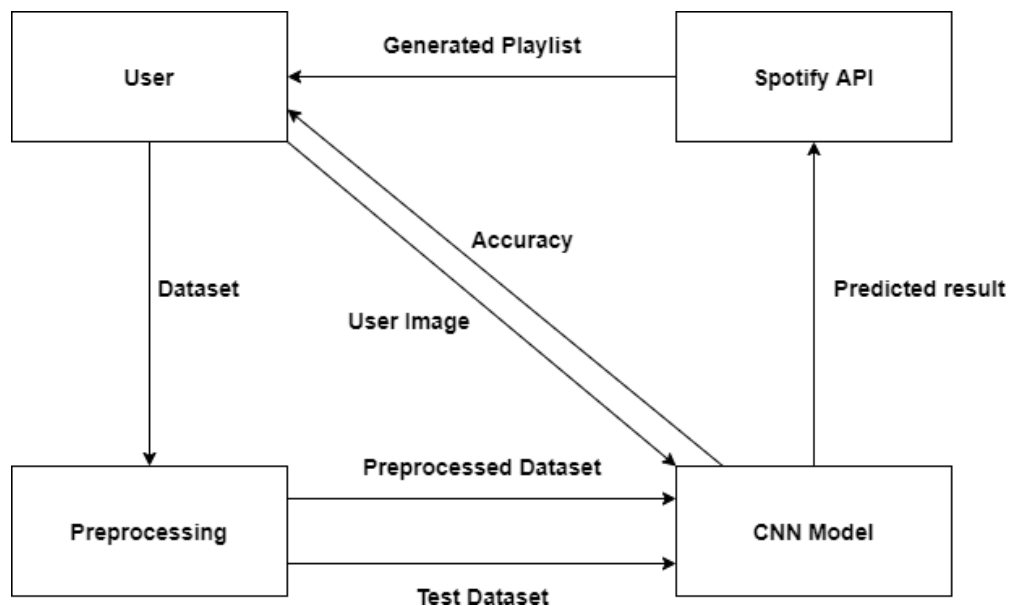 Generated Playlist
User
Spotify API
Accuracy
Dataset
Predicted result
User Image
Preprocessed Dataset
Preprocessing
CNN Model
Test Dataset